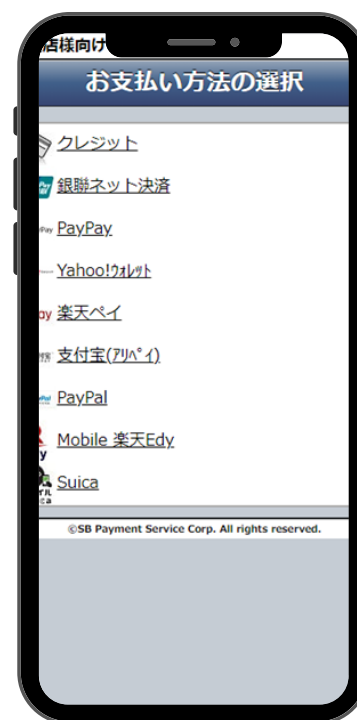 店様向け
お支払い方法の選択
クレジット
銀聯ネット決済
PayPay
Yahoo!ｳｫﾚｯﾄ
楽天ペイ
支付宝(ｱﾘﾍﾟｲ)
PayPal
Mobile 楽天Edy
Suica
©SB Payment Service Corp. All rights reserved.